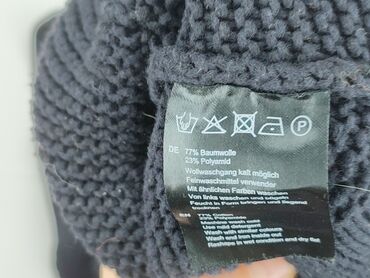 P
DE 77% Baumwolle
23% Polyamid
Wollwaschgang kalt möglich
Feinwaschmittel verwenden
Mit ähnlichen Farben waschen
Von links waschen und bügeln
Feucht in Form bringen und liegend
trocknen
EN 77% Cotton
23% Polyamide
Machine wash cold
Use mild detergent
Wash with similar colours
Wash and iron inside out
Reshape in wet condition and dry flat